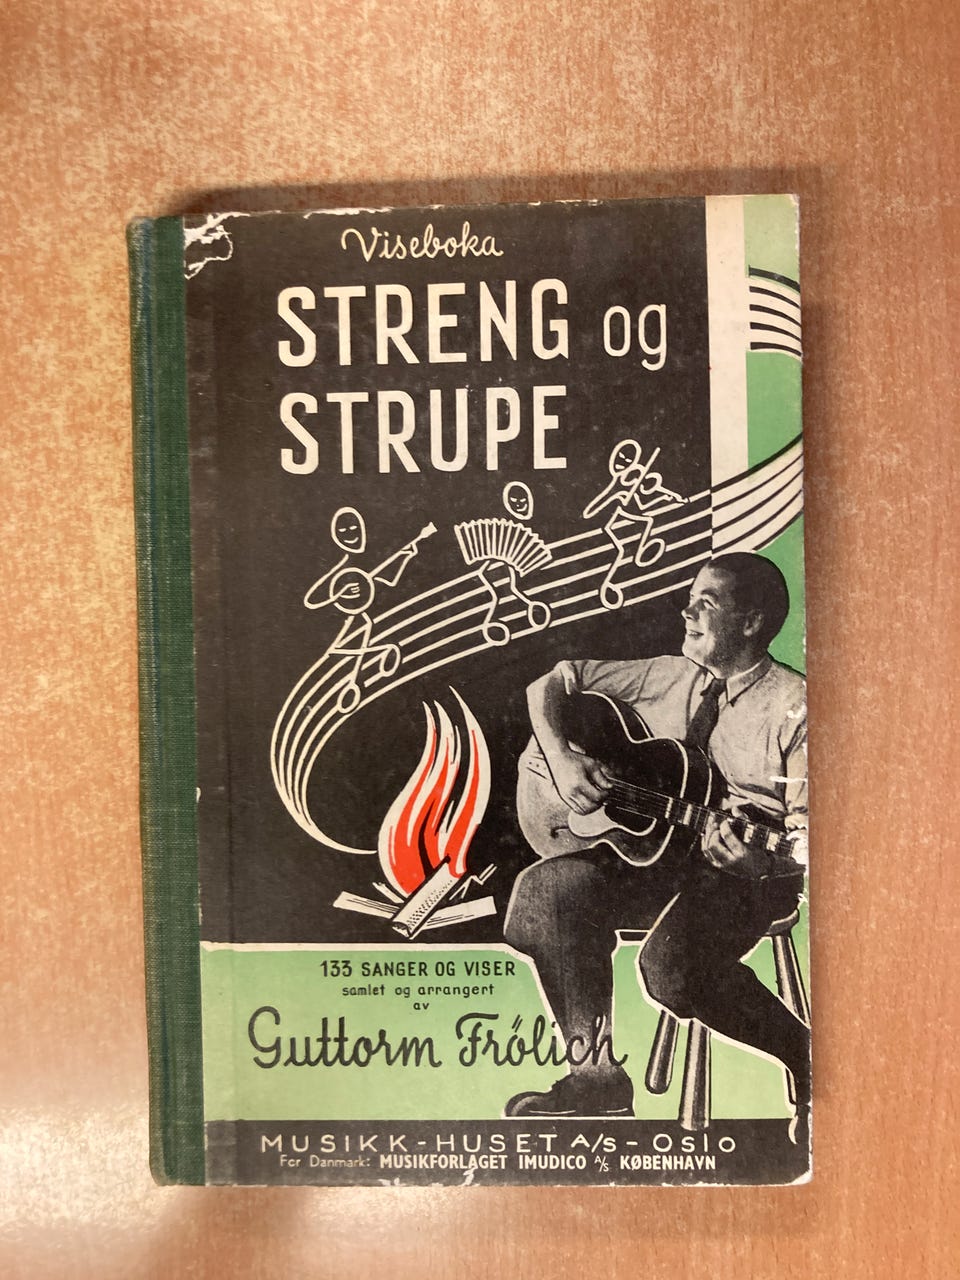 Viseboka
STRENG og
STRUPE
133 SANGER OG VISER
samlet og arrangert
av
Guttorm Frölich
MUSIKK-HUSET A/s - OSlO
For Danmark: MUSIKFORLAGET IMUDICO A/s. KØBENHAVN